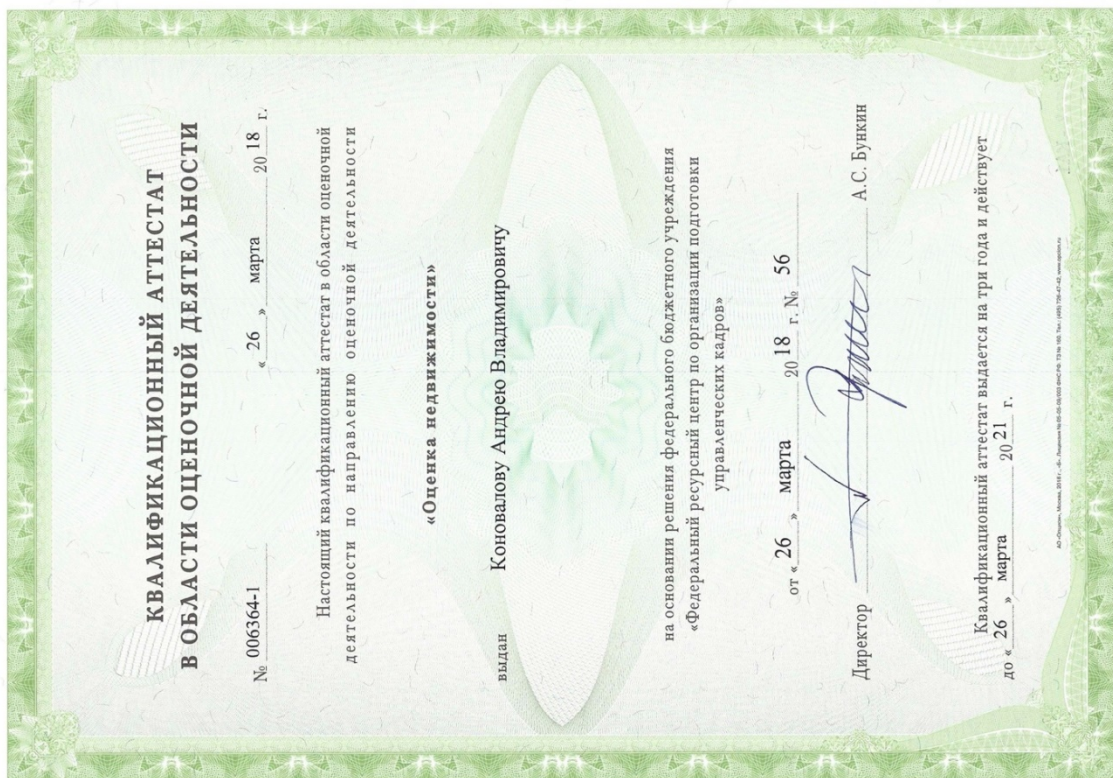 КВАЛИФИКАЦИОННЫЙ АТТЕСТАТ
В ОБЛАСТИ ОЦЕНОЧНОЙ ДЕЯТЕЛЬНОСТИ
№ 006364-1 « 26 » марта 20 18 г.
Настоящий квалификационный аттестат в области оценочной
деятельности по направлению оценочной деятельности
«Оценка недвижимости»
выдан Коновалову Андрею Владимировичу
на основании решения федерального бюджетного учреждения
«Федеральный ресурсный центр по организации подготовки
управленческих кадров»
от « 26 » марта 20 18 г. № 56
Директор А.С. Бункин
Квалификационный аттестат выдается на три года и действует
до « 26 » марта 20 21 г.